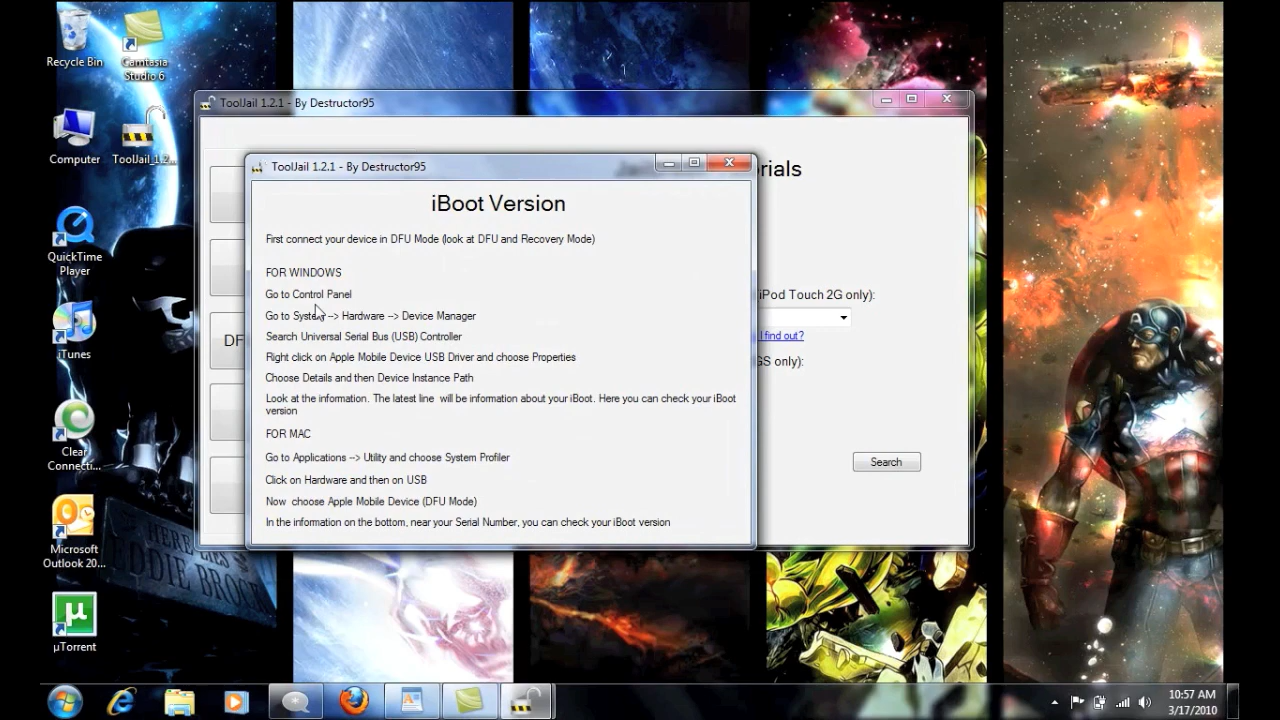 Recycle Bin
Camtasia
Studio 6
Computer
ToolJail_1.2...
QuickTime
Player
iTunes
Clear
Connecti...
Microsoft
Outlook 20...
µTorrent
HERE LIES
EDDIE BROCK
ToolJail 1.2.1 - By Destructor95
rials
iPod Touch 2G only):
I find out?
GS only):
DF
Search
ToolJail 1.2.1 - By Destructor95
iBoot Version
First connect your device in DFU Mode (look at DFU and Recovery Mode)
FOR WINDOWS
Go to Control Panel
Go to System --> Hardware --> Device Manager
Search Universal Serial Bus (USB) Controller
Right click on Apple Mobile Device USB Driver and choose Properties
Choose Details and then Device Instance Path
Look at the information. The latest line will be information about your iBoot. Here you can check your iBoot
version
FOR MAC
Go to Applications --> Utility and choose System Profiler
Click on Hardware and then on USB
Now choose Apple Mobile Device (DFU Mode)
In the information on the bottom, near your Serial Number, you can check your iBoot version
10:57 AM
3/17/2010